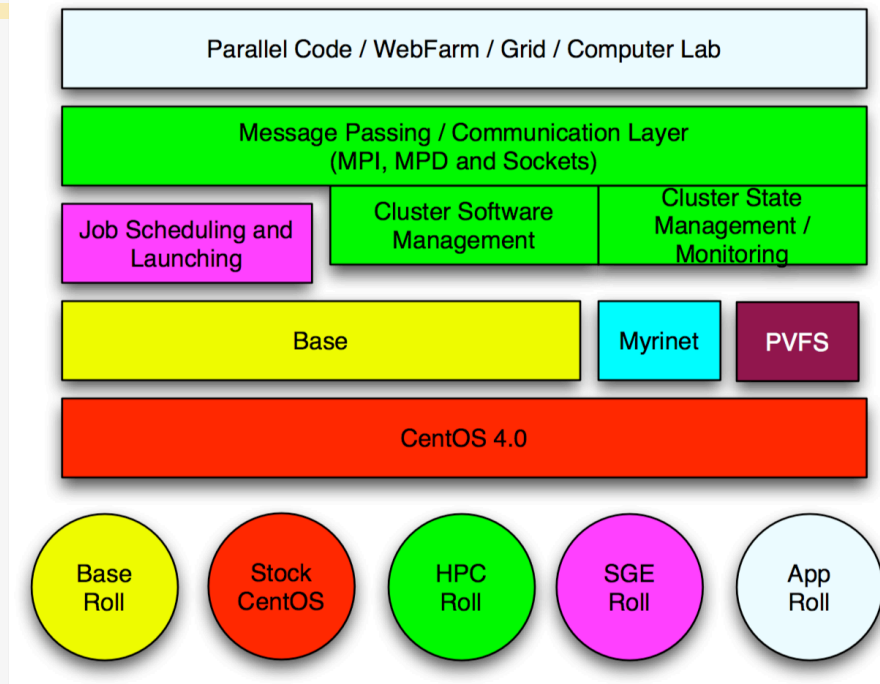 Parallel Code / WebFarm / Grid / Computer Lab
Message Passing / Communication Layer
(MPI, MPD and Sockets)
Job Scheduling and
Launching
Cluster Software
Management
Cluster State
Management /
Monitoring
Base
Myrinet
PVFS
CentOS 4.0
Base
Roll
Stock
CentOS
HPC
Roll
SGE
Roll
App
Roll